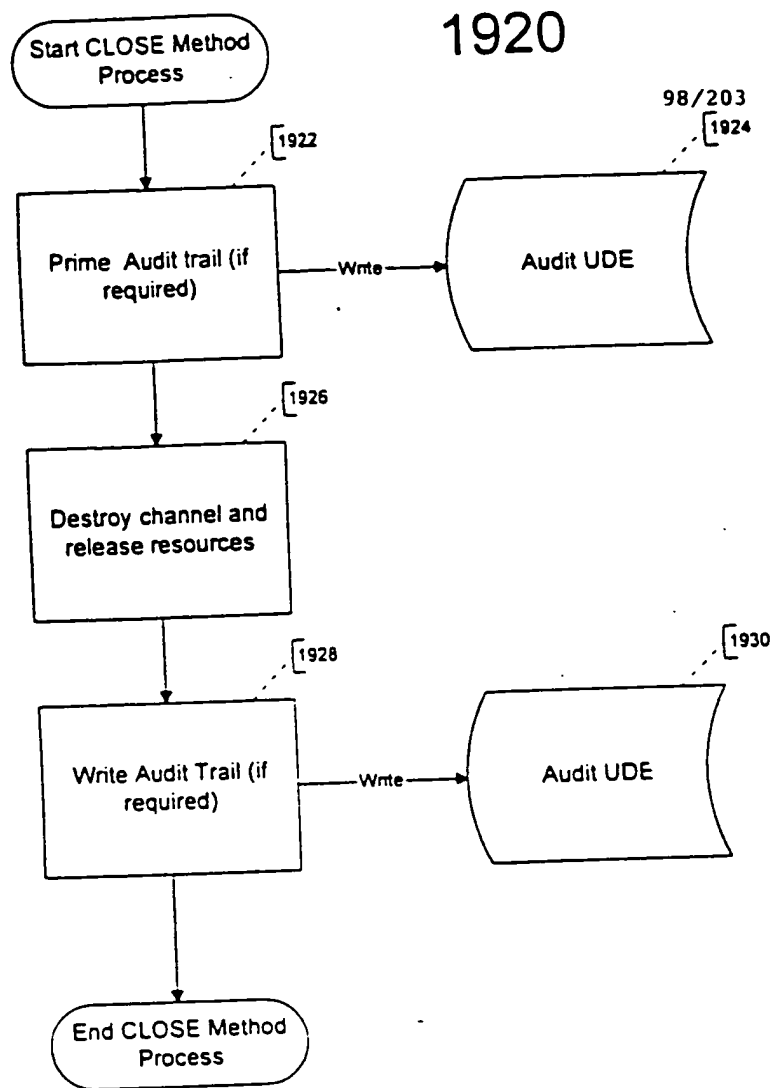 1920
Start CLOSE Method
Process
98/203
1922
1924
Prime Audit trail (if
required)
Write
Audit UDE
1926
Destroy channel and
release resources
1928
1930
Write Audit Trail (if
required)
Write
Audit UDE
End CLOSE Method
Process